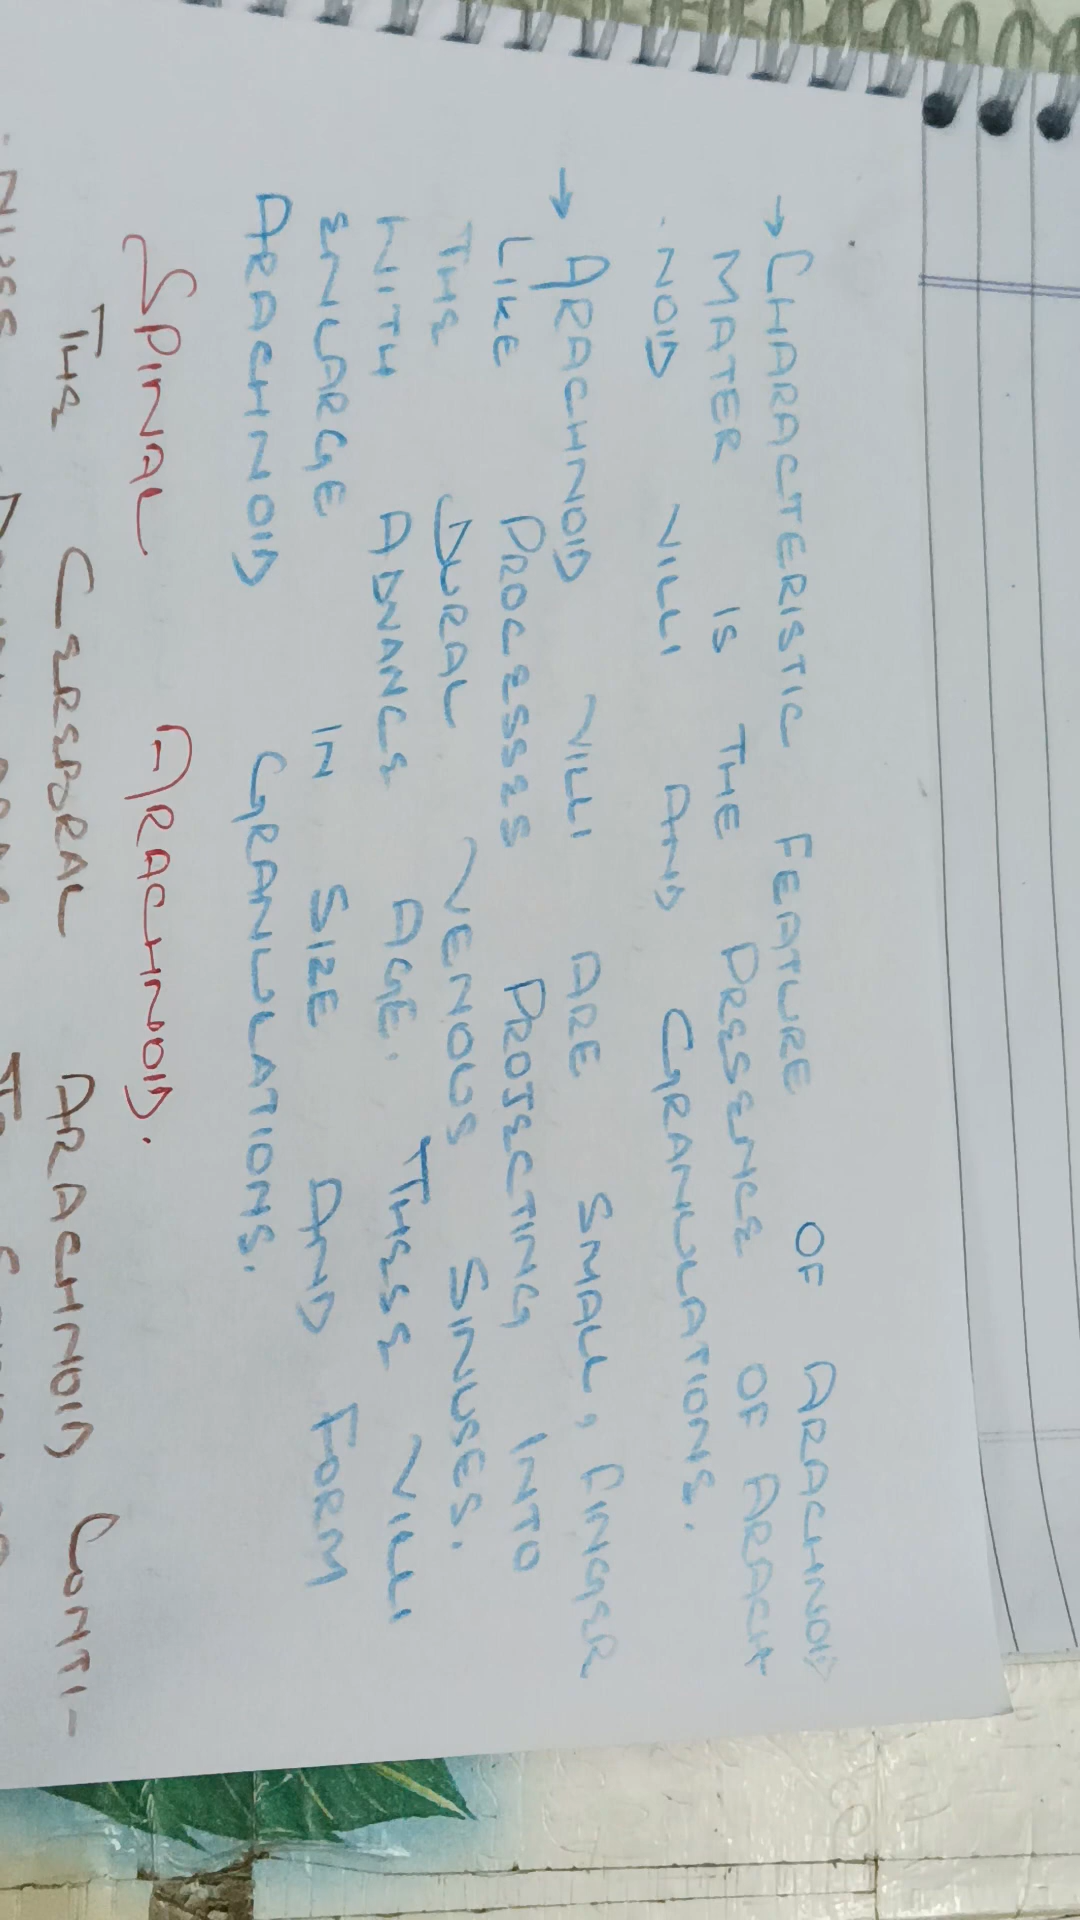 → CHARACTERISTIC FEATURE OF ARACHNOID
MATER IS THE PRESENCE OF ARACH
-NOID VILLI AND GRANULATIONS.
→ ARACHNOID VILLI ARE SMALL, FINGER
LIKE PROCESSES PROJECTING INTO
THE DURAL VENOUS SINUSES.
WITH ADVANCE AGE. THESE VILLI
ENLARGE IN SIZE AND FORM
ARACHNOID GRANULATIONS.
SPINAL ARACHNOID.
THE CEREBRAL ARACHNOID CONTI-